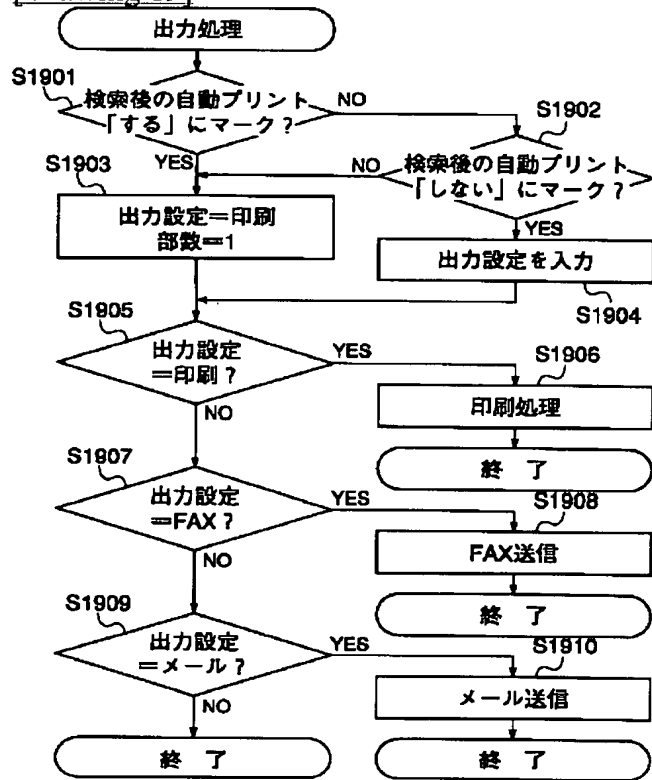 出力処理
S1901
検索後の自動プリント
「する」にマーク？
NO
YES
S1902
検索後の自動プリント
「しない」にマーク？
NO
YES
S1903
出力設定＝印刷
部数＝1
出力設定を入力
S1904
S1905
出力設定
＝印刷？
YES
NO
S1906
印刷処理
終 了
S1907
出力設定
＝FAX？
YES
NO
S1908
FAX送信
終 了
S1909
出力設定
＝メール？
YES
NO
S1910
メール送信
終 了
終 了